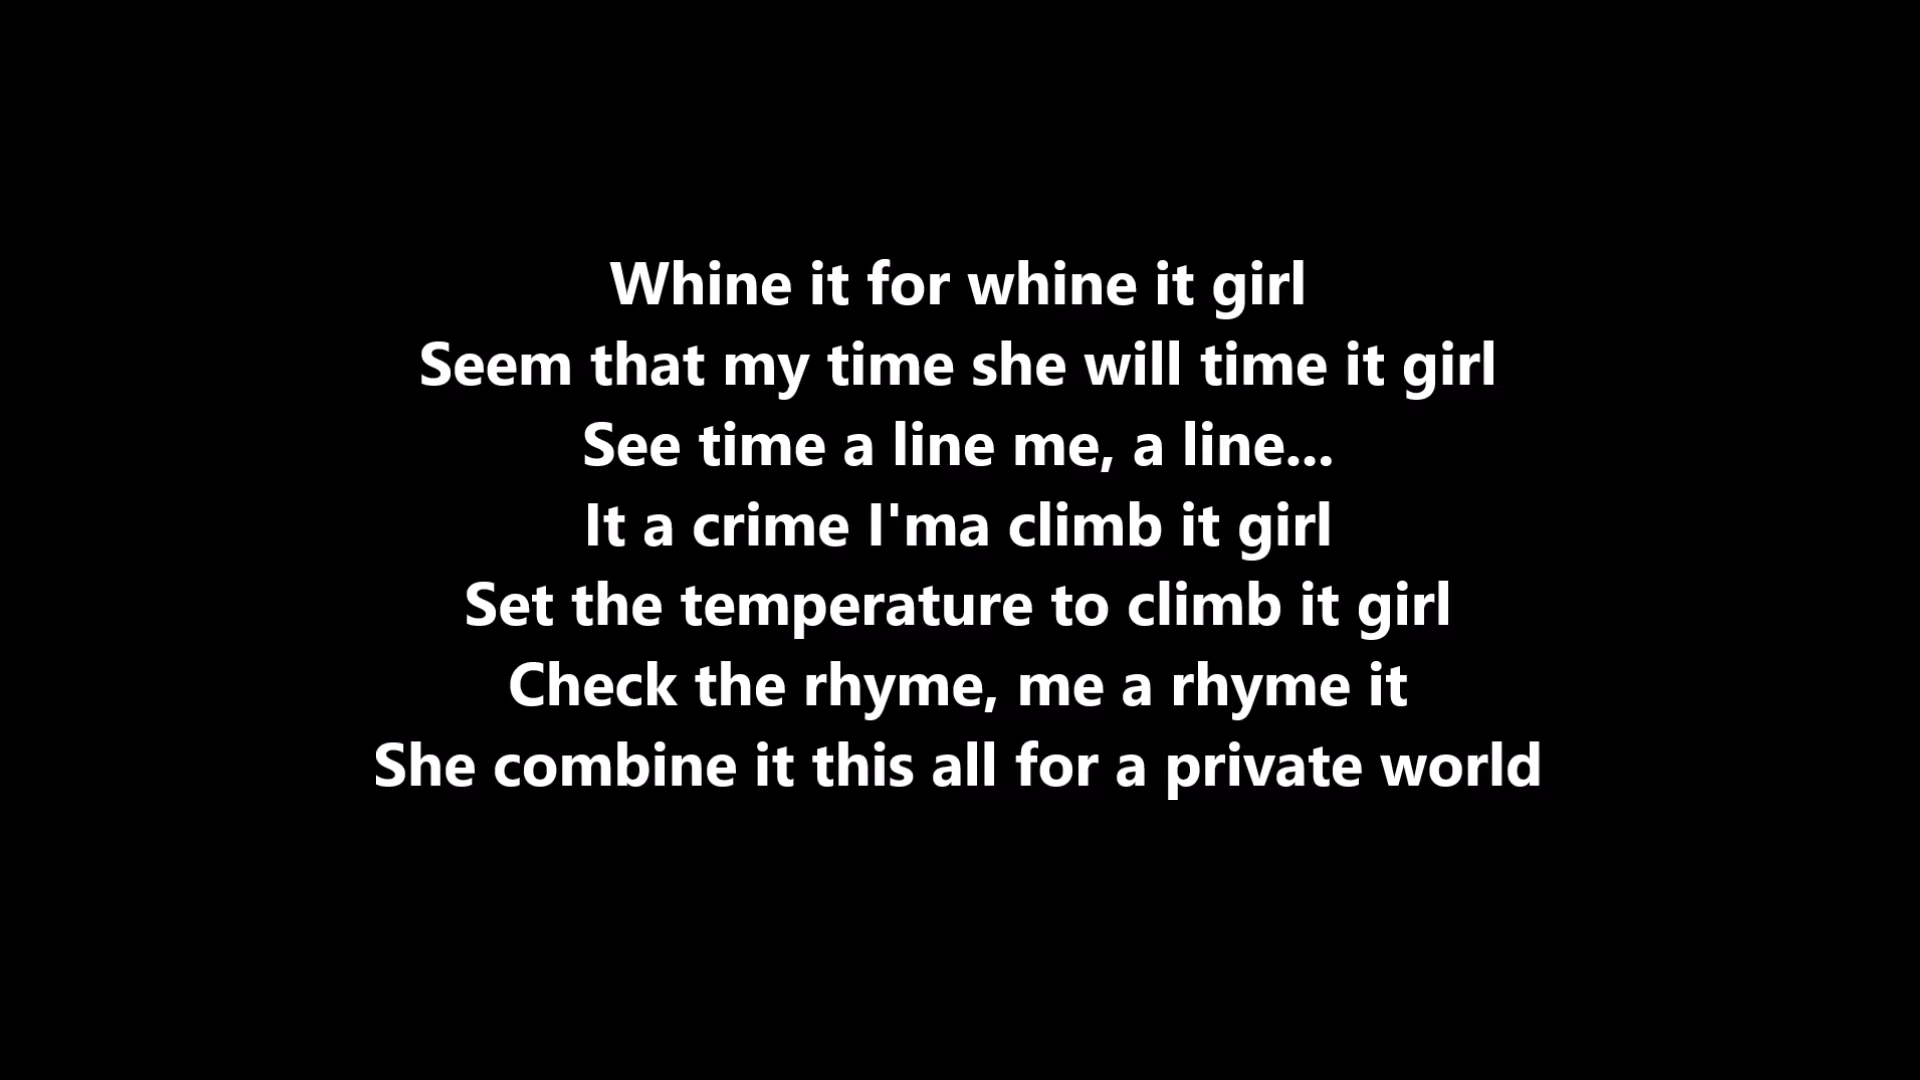 Whine it for whine it girl
Seem that my time she will time it girl
See time a line me, a line...
It a crime I'ma climb it girl
Set the temperature to climb it girl
Check the rhyme, me a rhyme it
She combine it this all for a private world